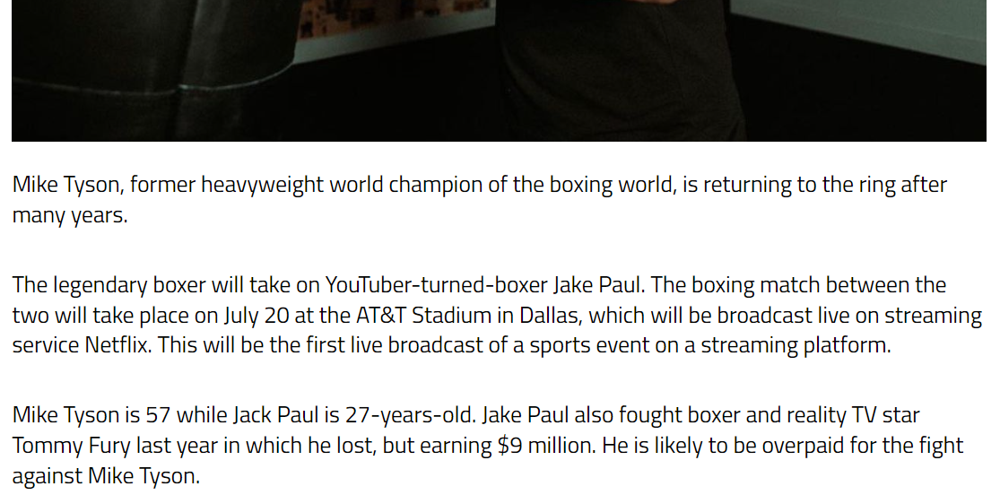 Mike Tyson, former heavyweight world champion of the boxing world, is returning to the ring after
many years.
The legendary boxer will take on YouTuber-turned-boxer Jake Paul. The boxing match between the
two will take place on July 20 at the AT&T Stadium in Dallas, which will be broadcast live on streaming
service Netflix. This will be the first live broadcast of a sports event on a streaming platform.
Mike Tyson is 57 while Jack Paul is 27-years-old. Jake Paul also fought boxer and reality TV star
Tommy Fury last year in which he lost, but earning $9 million. He is likely to be overpaid for the fight
against Mike Tyson.